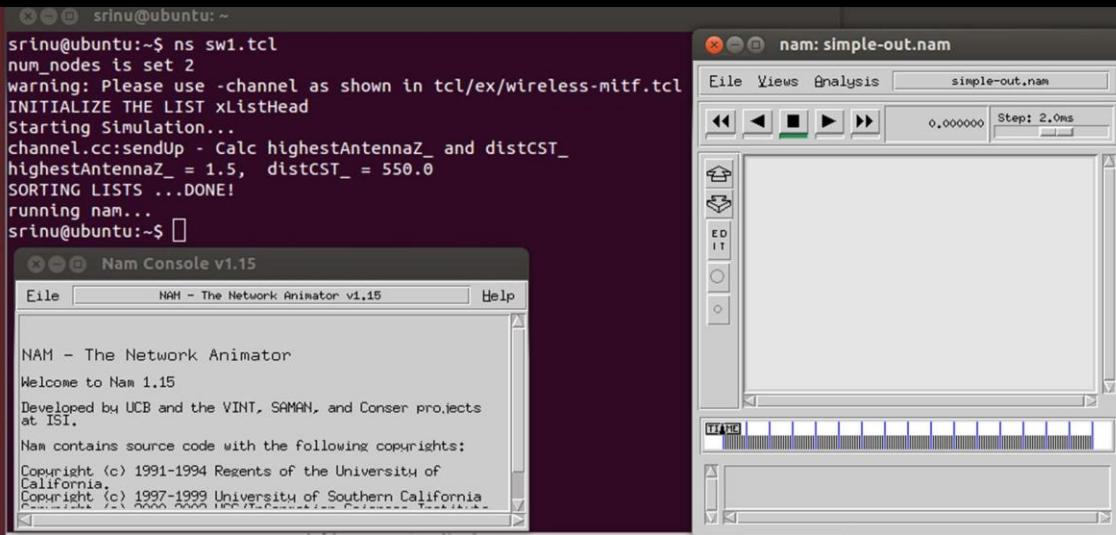 srinu@ubuntu: ~
srinu@ubuntu:~$ ns sw1.tcl
num_nodes is set 2
warning: Please use -channel as shown in tcl/ex/wireless-mitf.tcl
INITIALIZE THE LIST xListHead
Starting Simulation...
channel.cc:sendUp - Calc highestAntennaZ_ and distCST_
highestAntennaZ_ = 1.5,  distCST_ = 550.0
SORTING LISTS ...DONE!
running nam...
srinu@ubuntu:~$
Nam Console v1.15
File NAM - The Network Animator v1.15 Help
NAM - The Network Animator
Welcome to Nam 1.15
Developed by UCB and the VINT, SAMAN, and Conser projects
at ISI.
Nam contains source code with the following copyrights:
Copyright (c) 1991-1994 Regents of the University of
California.
Copyright (c) 1997-1999 University of Southern California
nam: simple-out.nam
File Views Analysis simple-out.nam
0.000000 Step: 2.0ms
ED
IT
TIME